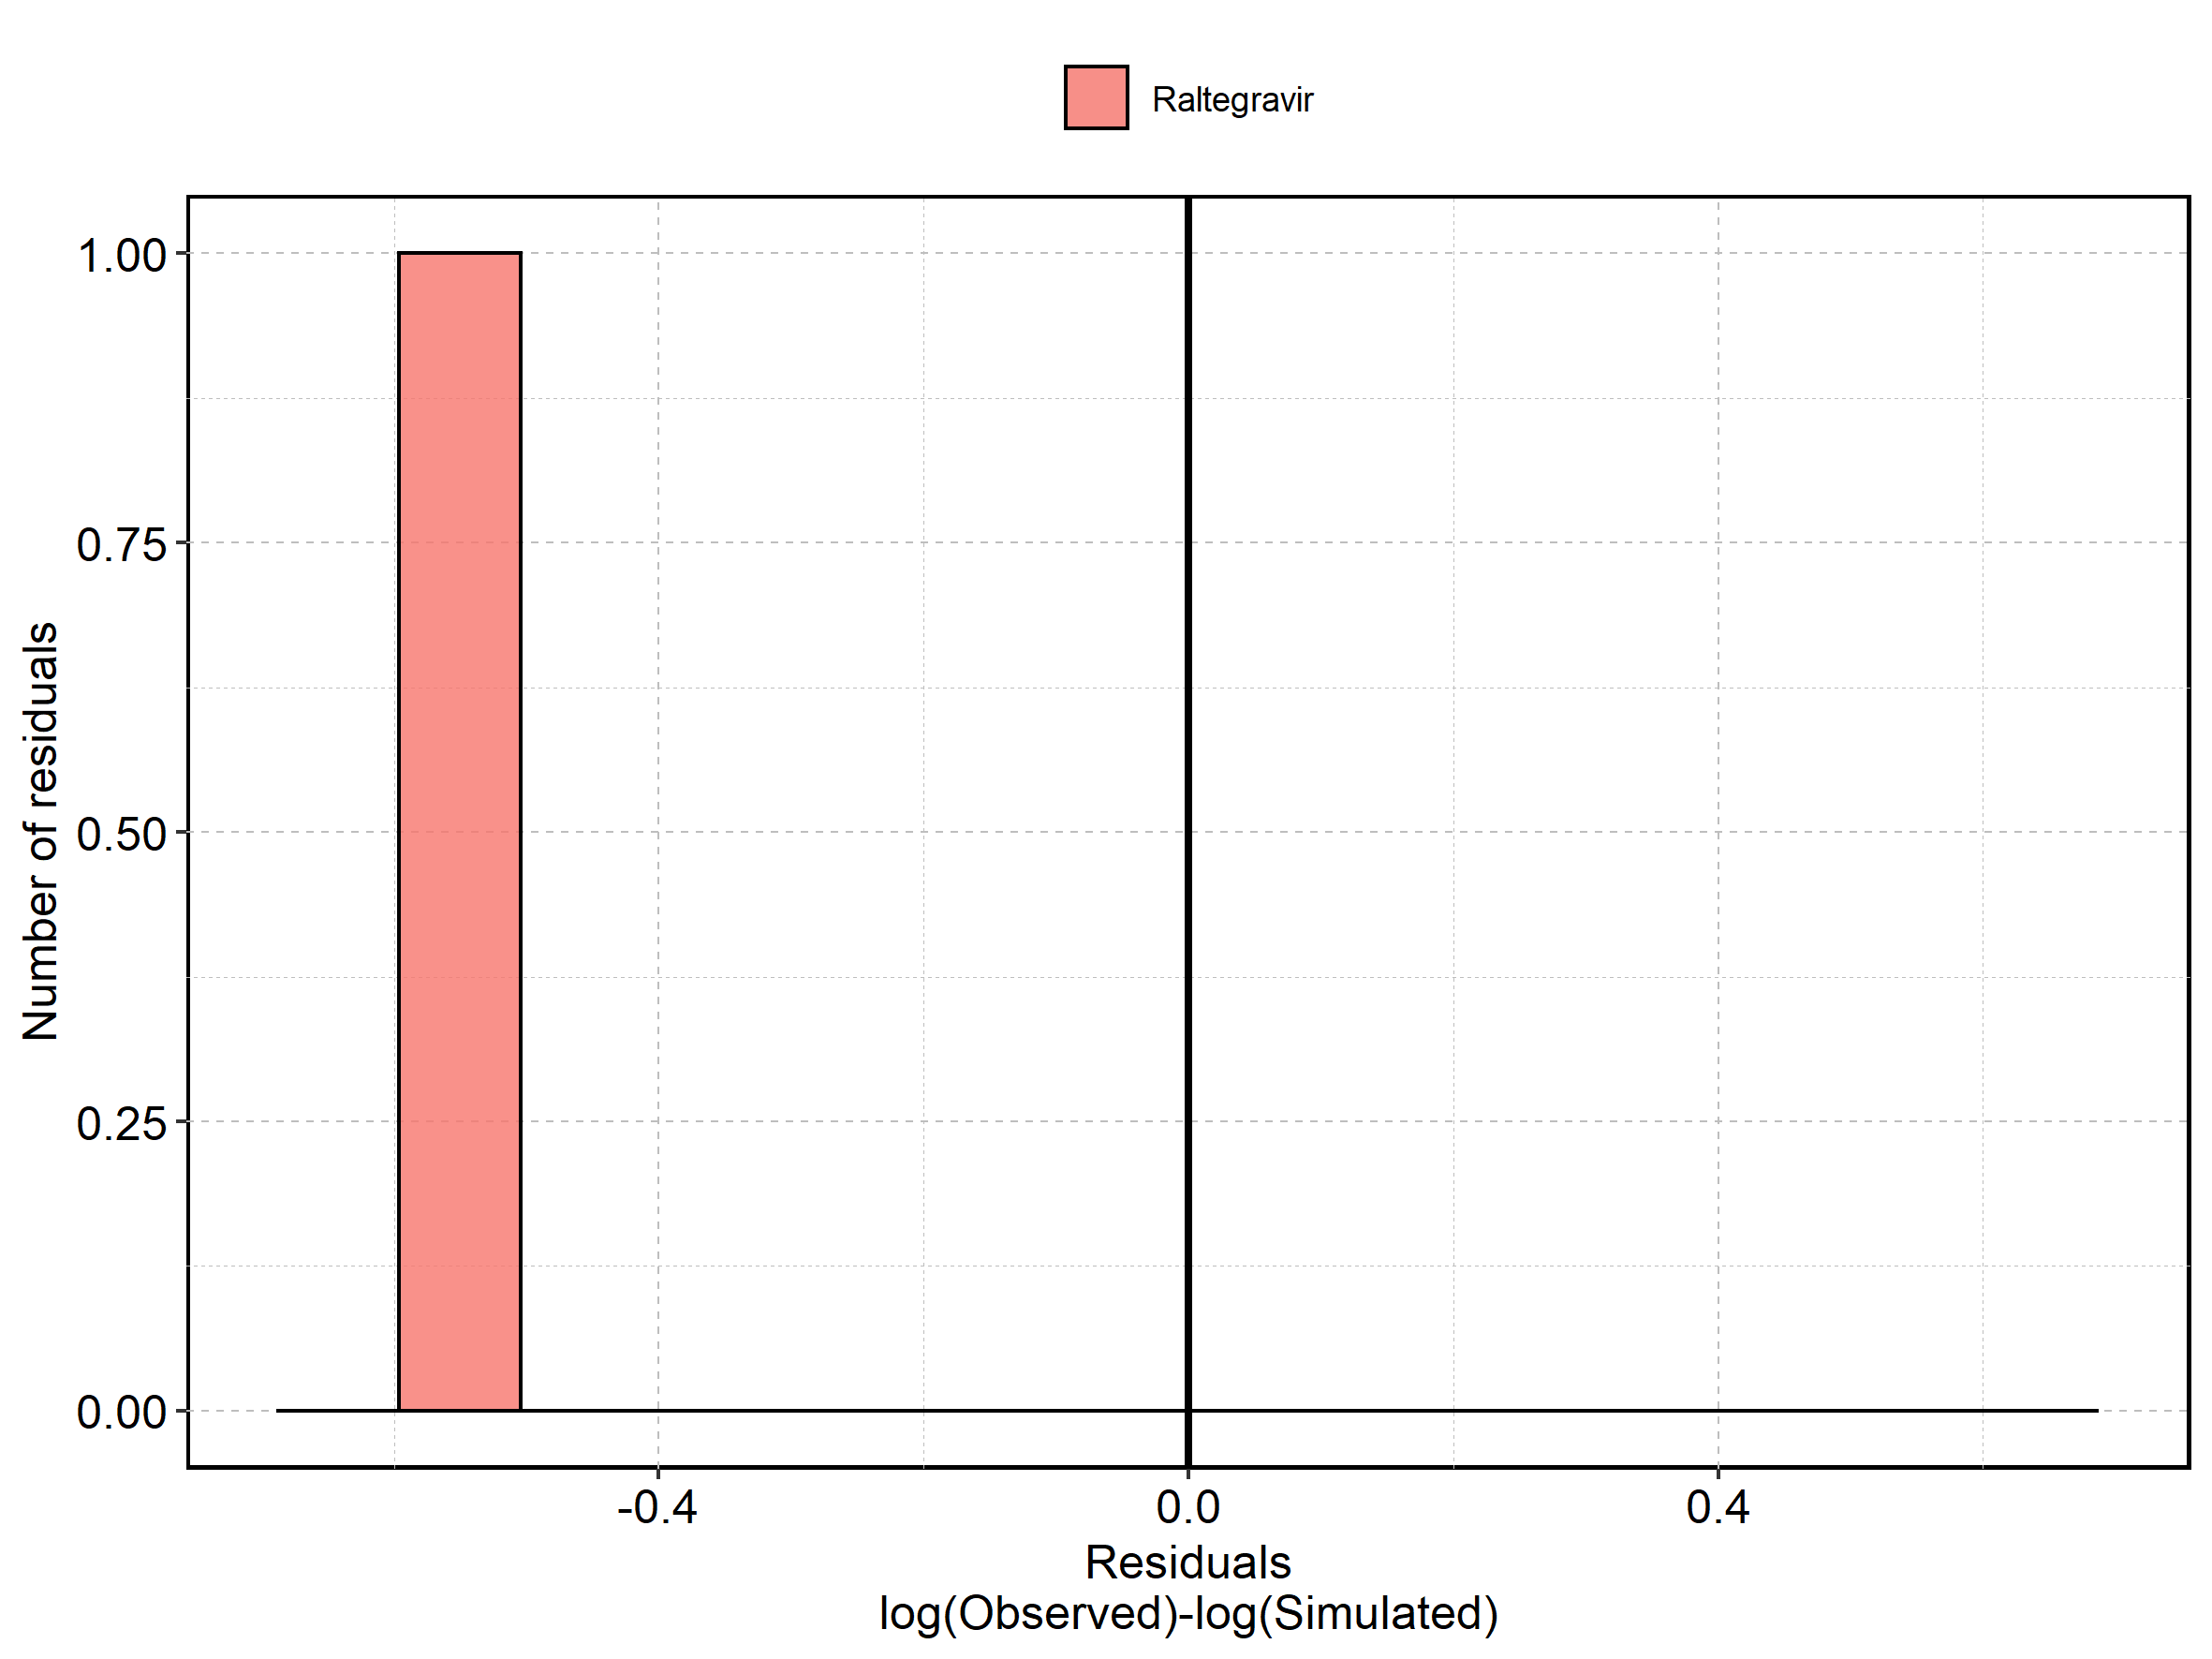 Raltegravir
1.00
0.75
0.50
0.25
0.00
Number of residuals
-0.4
0.0
0.4
Residuals
log(Observed)-log(Simulated)